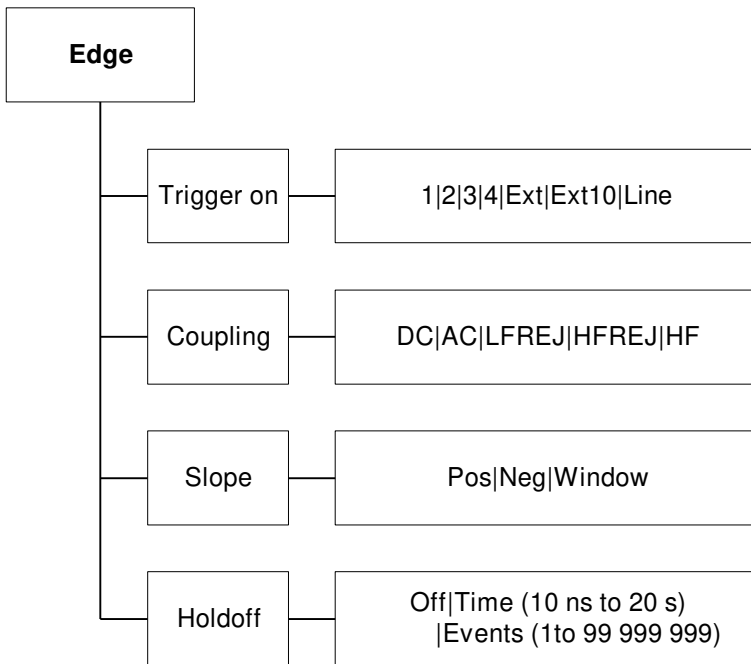 Edge
Trigger on
1|2|3|4|Ext|Ext10|Line
Coupling
DC|AC|LFREJ|HFREJ|HF
Slope
Pos|Neg|Window
Holdoff
Off|Time (10 ns to 20 s)
|Events (1to 99 999 999)